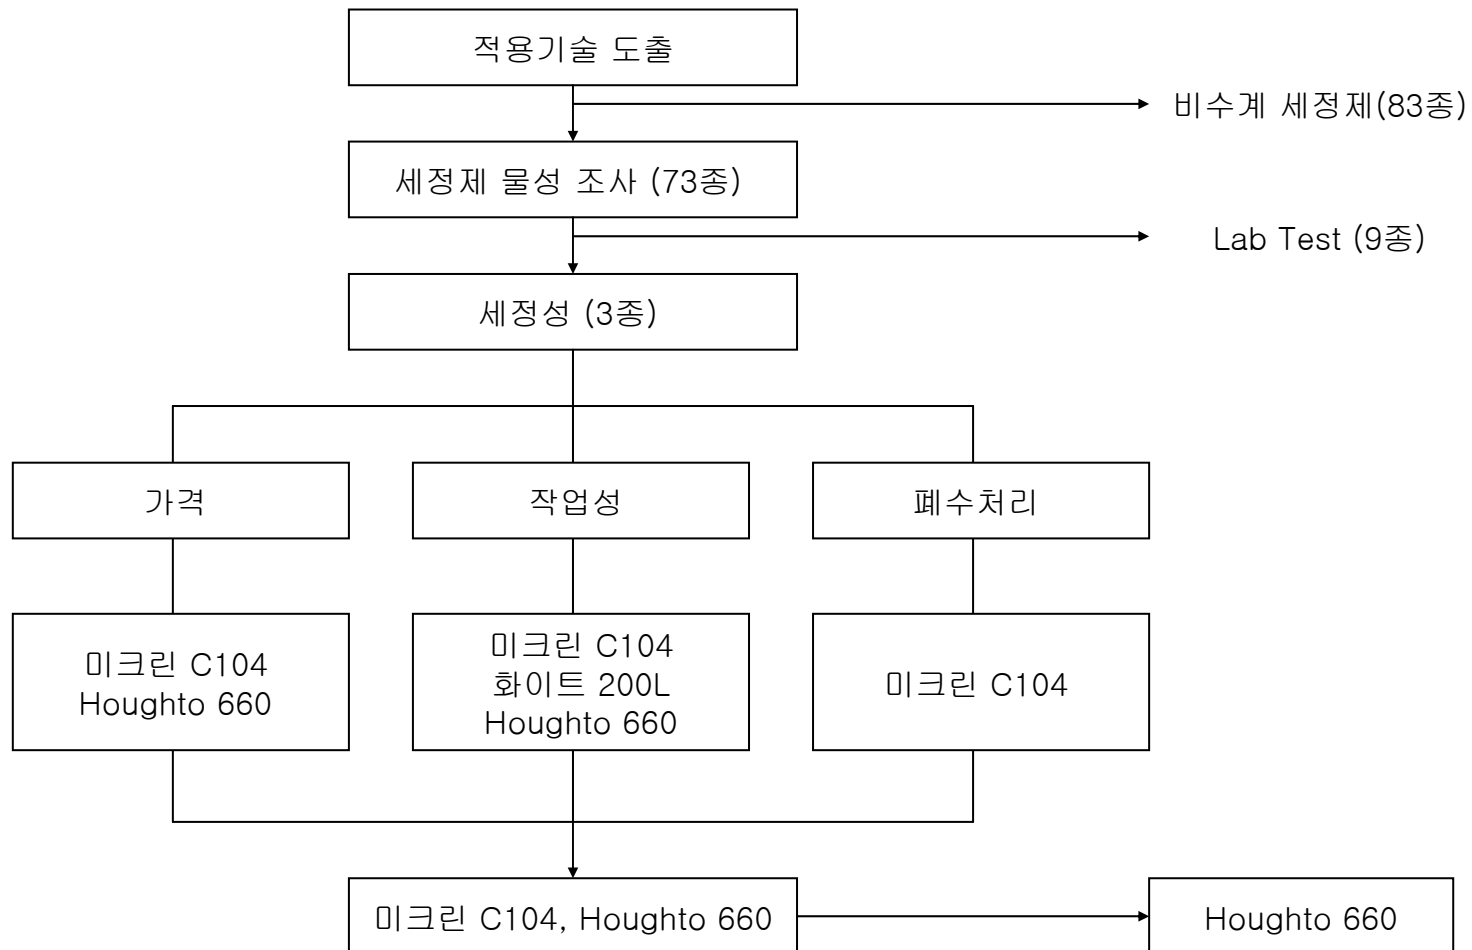 적용기술 도출
비수계 세정제(83종)
세정제 물성 조사 (73종)
Lab Test (9종)
세정성 (3종)
가격
작업성
폐수처리
미크린 C104
Houghto 660
미크린 C104
화이트 200L
Houghto 660
미크린 C104
미크린 C104, Houghto 660
Houghto 660